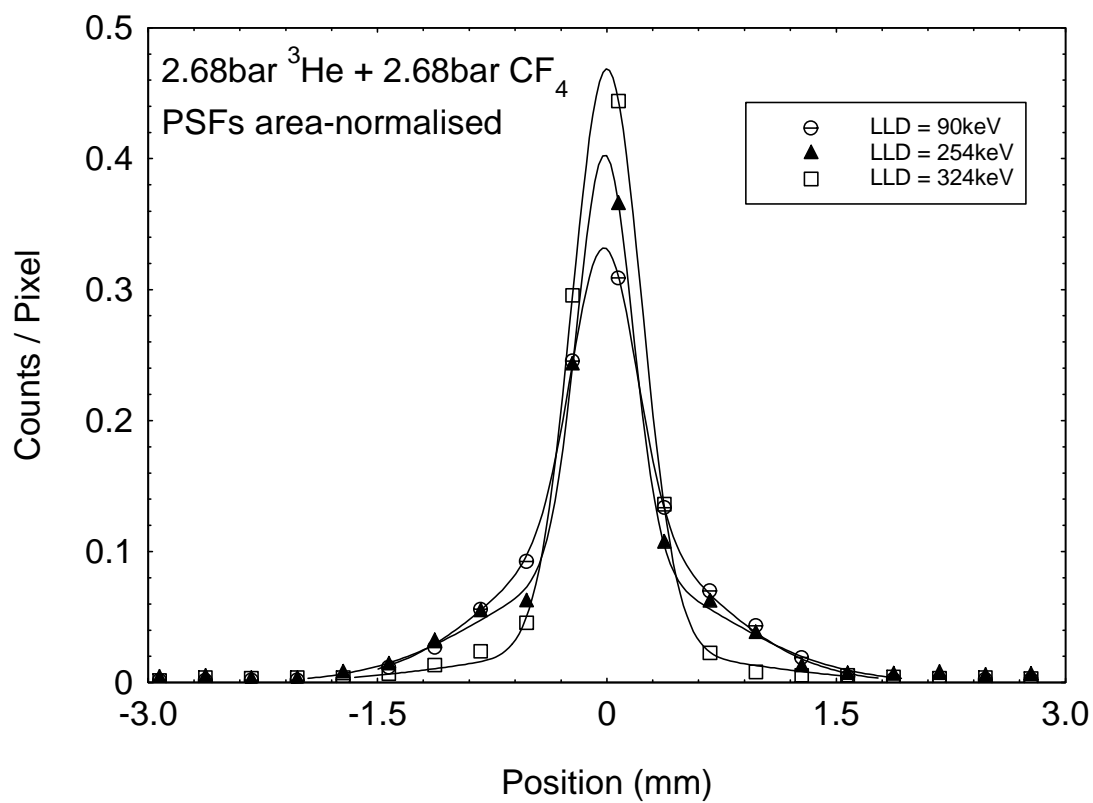 2.68bar ³He + 2.68bar CF₄
PSFs area-normalised
LLD = 90keV
LLD = 254keV
LLD = 324keV
Counts / Pixel
0.5
0.4
0.3
0.2
0.1
0
-3.0
-1.5
0
1.5
3.0
Position (mm)